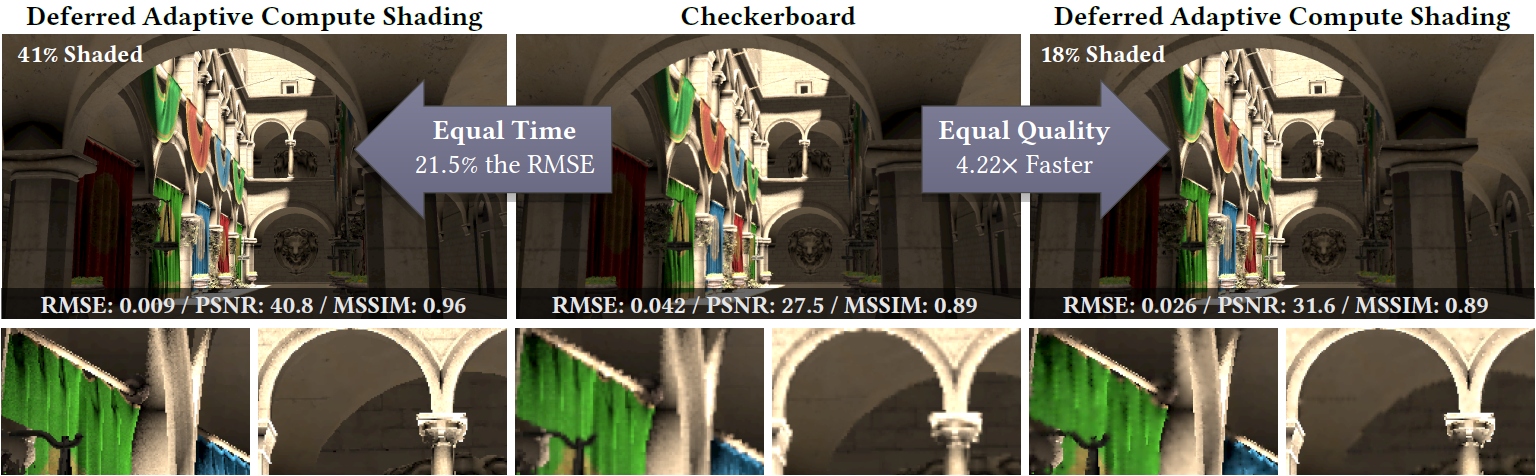 Deferred Adaptive Compute Shading
Checkerboard
Deferred Adaptive Compute Shading
41% Shaded
18% Shaded
Equal Time
21.5% the RMSE
Equal Quality
4.22× Faster
RMSE: 0.009 / PSNR: 40.8 / MSSIM: 0.96
RMSE: 0.042 / PSNR: 27.5 / MSSIM: 0.89
RMSE: 0.026 / PSNR: 31.6 / MSSIM: 0.89